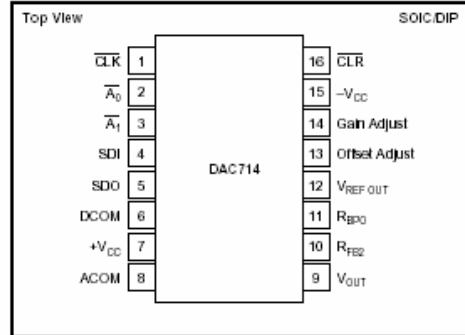 Top View SOIC/DIP
CLK 1 16 CLR
A0 2 15 –VCC
A1 3 14 Gain Adjust
SDI 4 13 Offset Adjust
DAC714
SDO 5 12 VREF OUT
DCOM 6 11 RBPO
+VCC 7 10 RFB2
ACOM 8 9 VOUT